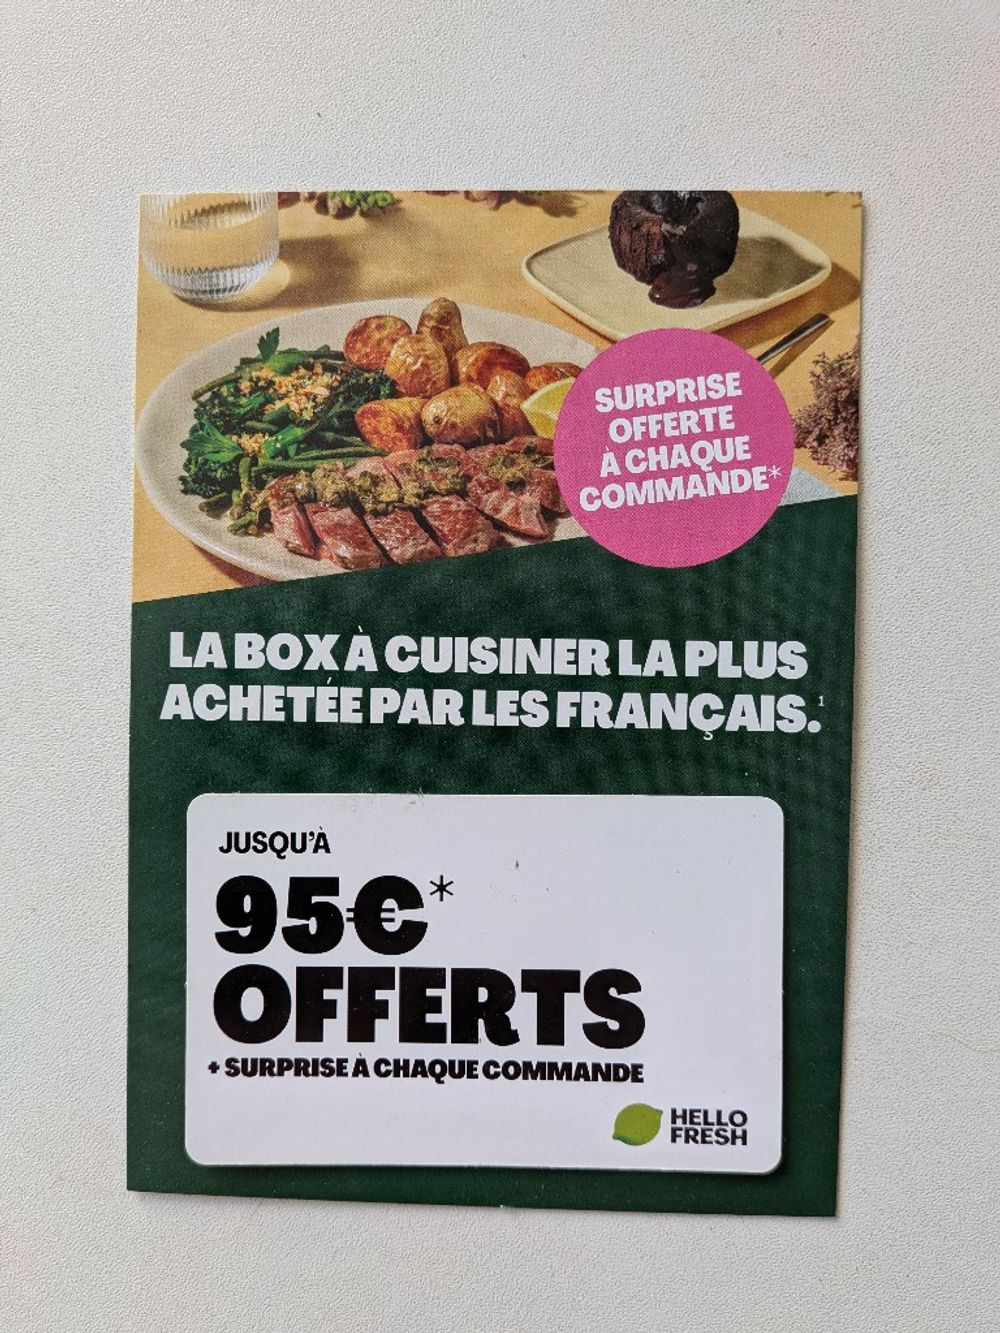 SURPRISE
OFFERTE
À CHAQUE
COMMANDE*
LA BOX À CUISINER LA PLUS
ACHETÉE PAR LES FRANÇAIS.¹
JUSQU'À
95€*
OFFERTS
+ SURPRISE À CHAQUE COMMANDE
HELLO
FRESH